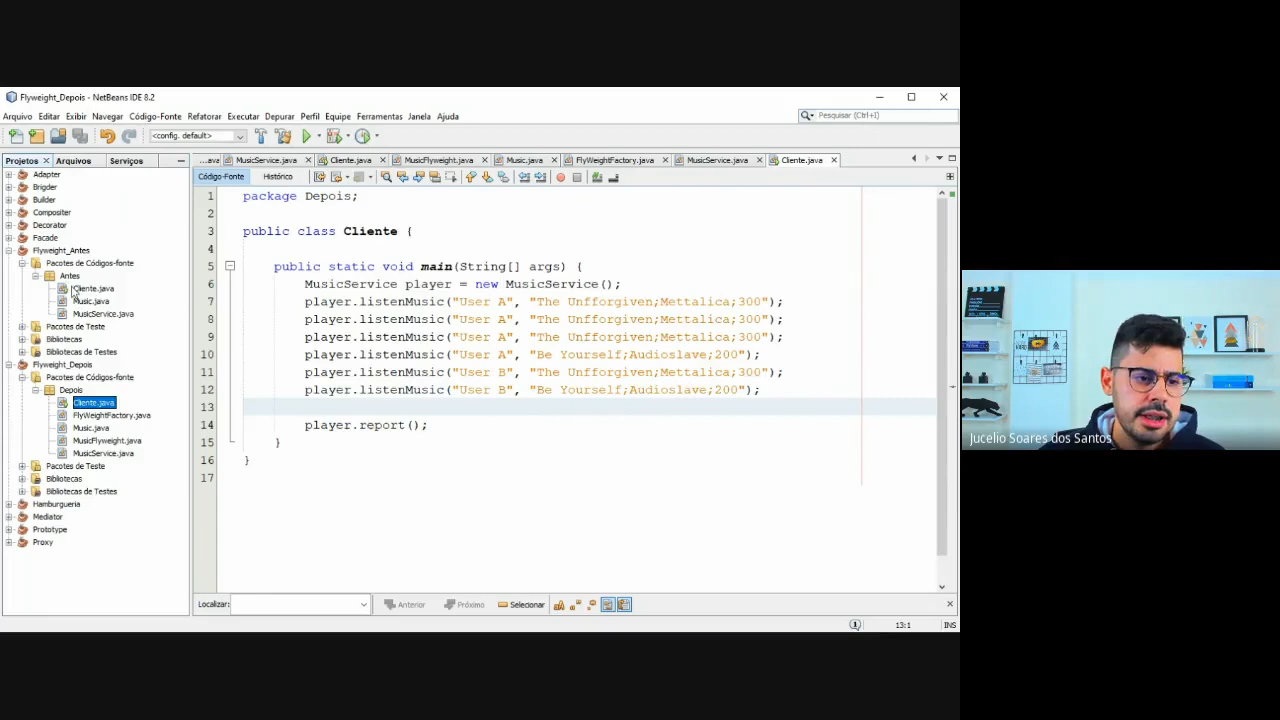 Flyweight_Depois - NetBeans IDE 8.2
Arquivo Editar Exibir Navegar Código-Fonte Refatorar Executar Depurar Perfil Equipe Ferramentas Janela Ajuda
Pesquisar (Ctrl+I)
<config. default>
Projetos Arquivos Serviços
...ava MusicService.java Cliente.java MusicFlyweight.java Music.java FlyWeightFactory.java MusicService.java Cliente.java
Código-Fonte Histórico
Adapter
Brigder
Builder
Compositer
Decorator
Facade
Flyweight_Antes
Pacotes de Códigos-fonte
Antes
Cliente.java
Music.java
MusicService.java
Pacotes de Teste
Bibliotecas
Bibliotecas de Testes
Flyweight_Depois
Pacotes de Códigos-fonte
Depois
Cliente.java
FlyWeightFactory.java
Music.java
MusicFlyweight.java
MusicService.java
Pacotes de Teste
Bibliotecas
Bibliotecas de Testes
Hamburgueria
Mediator
Prototype
Proxy
1 package Depois;
2
3 public class Cliente {
4
5 public static void main(String[] args) {
6 MusicService player = new MusicService();
7 player.listenMusic("User A", "The Unfforgiven;Mettalica;300");
8 player.listenMusic("User A", "The Unfforgiven;Mettalica;300");
9 player.listenMusic("User A", "The Unfforgiven;Mettalica;300");
10 player.listenMusic("User A", "Be Yourself;Audioslave;200");
11 player.listenMusic("User B", "The Unfforgiven;Mettalica;300");
12 player.listenMusic("User B", "Be Yourself;Audioslave;200");
13
14 player.report();
15 }
16 }
17
Localizar: Anterior Próximo Selecionar
13:1 INS
Jucelio Soares dos Santos